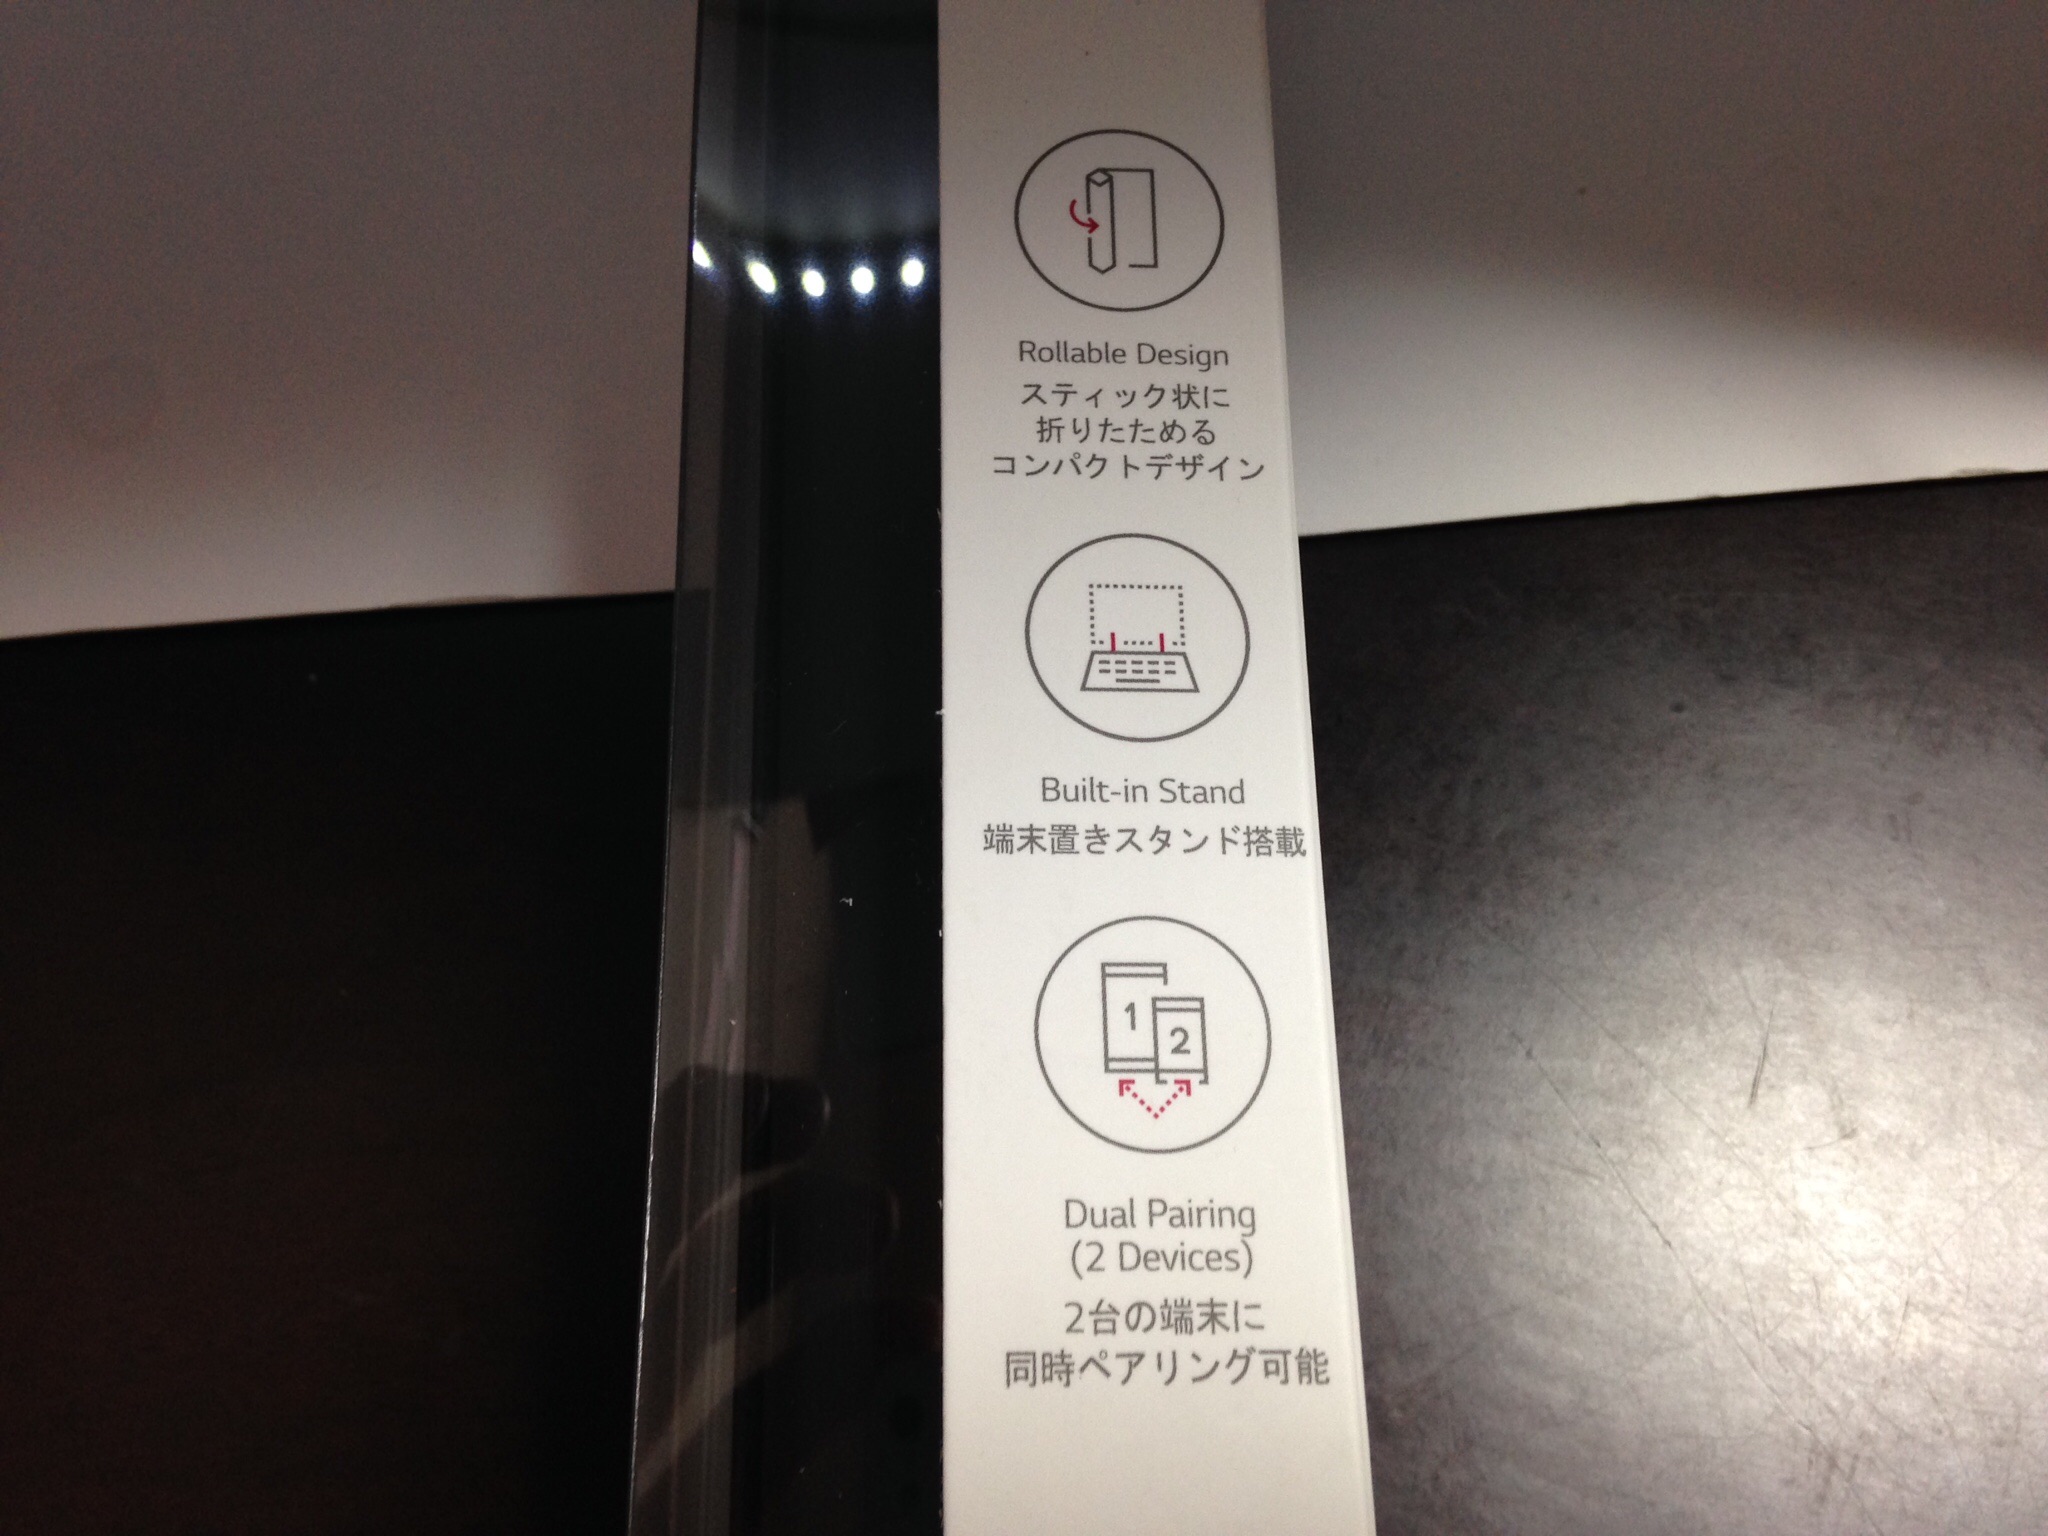 Rollable Design
スティック状に
折りたためる
コンパクトデザイン
Built-in Stand
端末置きスタンド搭載
1
2
Dual Pairing
(2 Devices)
2台の端末に
同時ペアリング可能